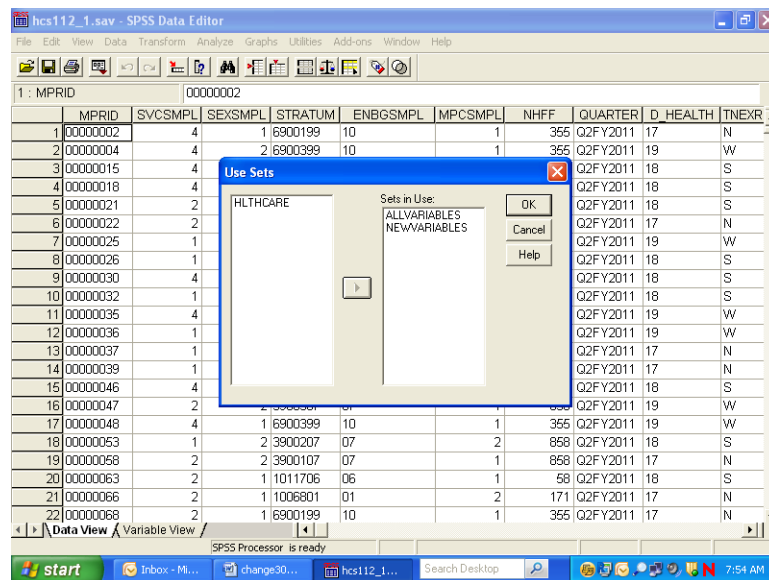 hcs112_1.sav - SPSS Data Editor
File Edit View Data Transform Analyze Graphs Utilities Add-ons Window Help
1 : MPRID 00000002
MPRID SVCSMPL SEXSMPL STRATUM ENBGSMPL MPCSMPL NHFF QUARTER D_HEALTH TNEXR
1 00000002 4 1 6900199 10 1 355 Q2FY2011 17 N
2 00000004 4 2 6900399 10 1 355 Q2FY2011 19 W
3 00000015 4 Q2FY2011 18 S
4 00000018 4 Q2FY2011 18 S
5 00000021 2 Q2FY2011 18 S
6 00000022 2 Q2FY2011 17 N
7 00000025 1 Q2FY2011 19 W
8 00000026 1 Q2FY2011 18 S
9 00000030 4 Q2FY2011 18 S
10 00000032 1 Q2FY2011 18 S
11 00000035 4 Q2FY2011 19 W
12 00000036 1 Q2FY2011 19 W
13 00000037 1 Q2FY2011 17 N
14 00000039 1 Q2FY2011 17 N
15 00000046 4 Q2FY2011 18 S
16 00000047 2 Q2FY2011 19 W
17 00000048 4 1 6900399 10 1 355 Q2FY2011 19 W
18 00000053 1 2 3900207 07 2 858 Q2FY2011 18 S
19 00000058 2 2 3900107 07 1 858 Q2FY2011 17 N
20 00000063 2 1 1011706 06 1 58 Q2FY2011 18 S
21 00000066 2 1 1006801 01 2 171 Q2FY2011 17 N
22 00000068 2 1 6900199 10 1 355 Q2FY2011 17 N
Use Sets
HLTHCARE
Sets in Use:
ALLVARIABLES
NEWVARIABLES
OK
Cancel
Help
Data View Variable View
SPSS Processor is ready
start Inbox - Mi... change30... hcs112_1... Search Desktop N 7:54 AM